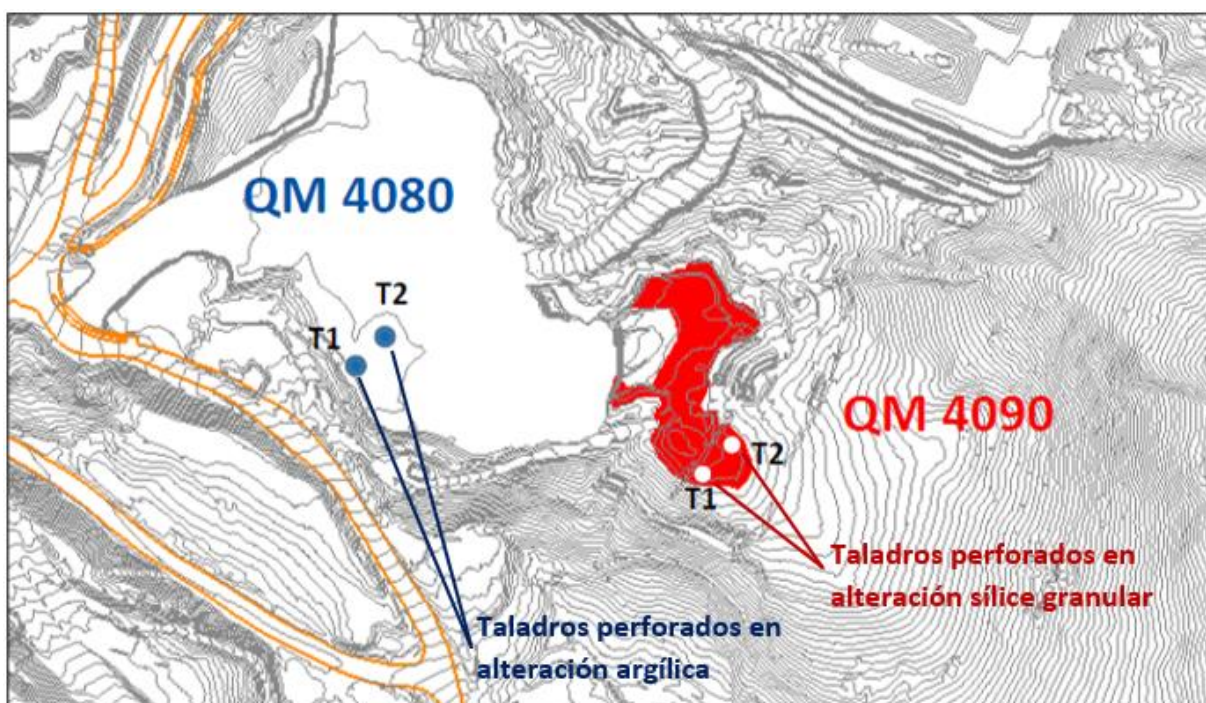 QM 4080
T2
T1
QM 4090
T2
T1
Taladros perforados en
alteración sílice granular
Taladros perforados en
alteración argílica